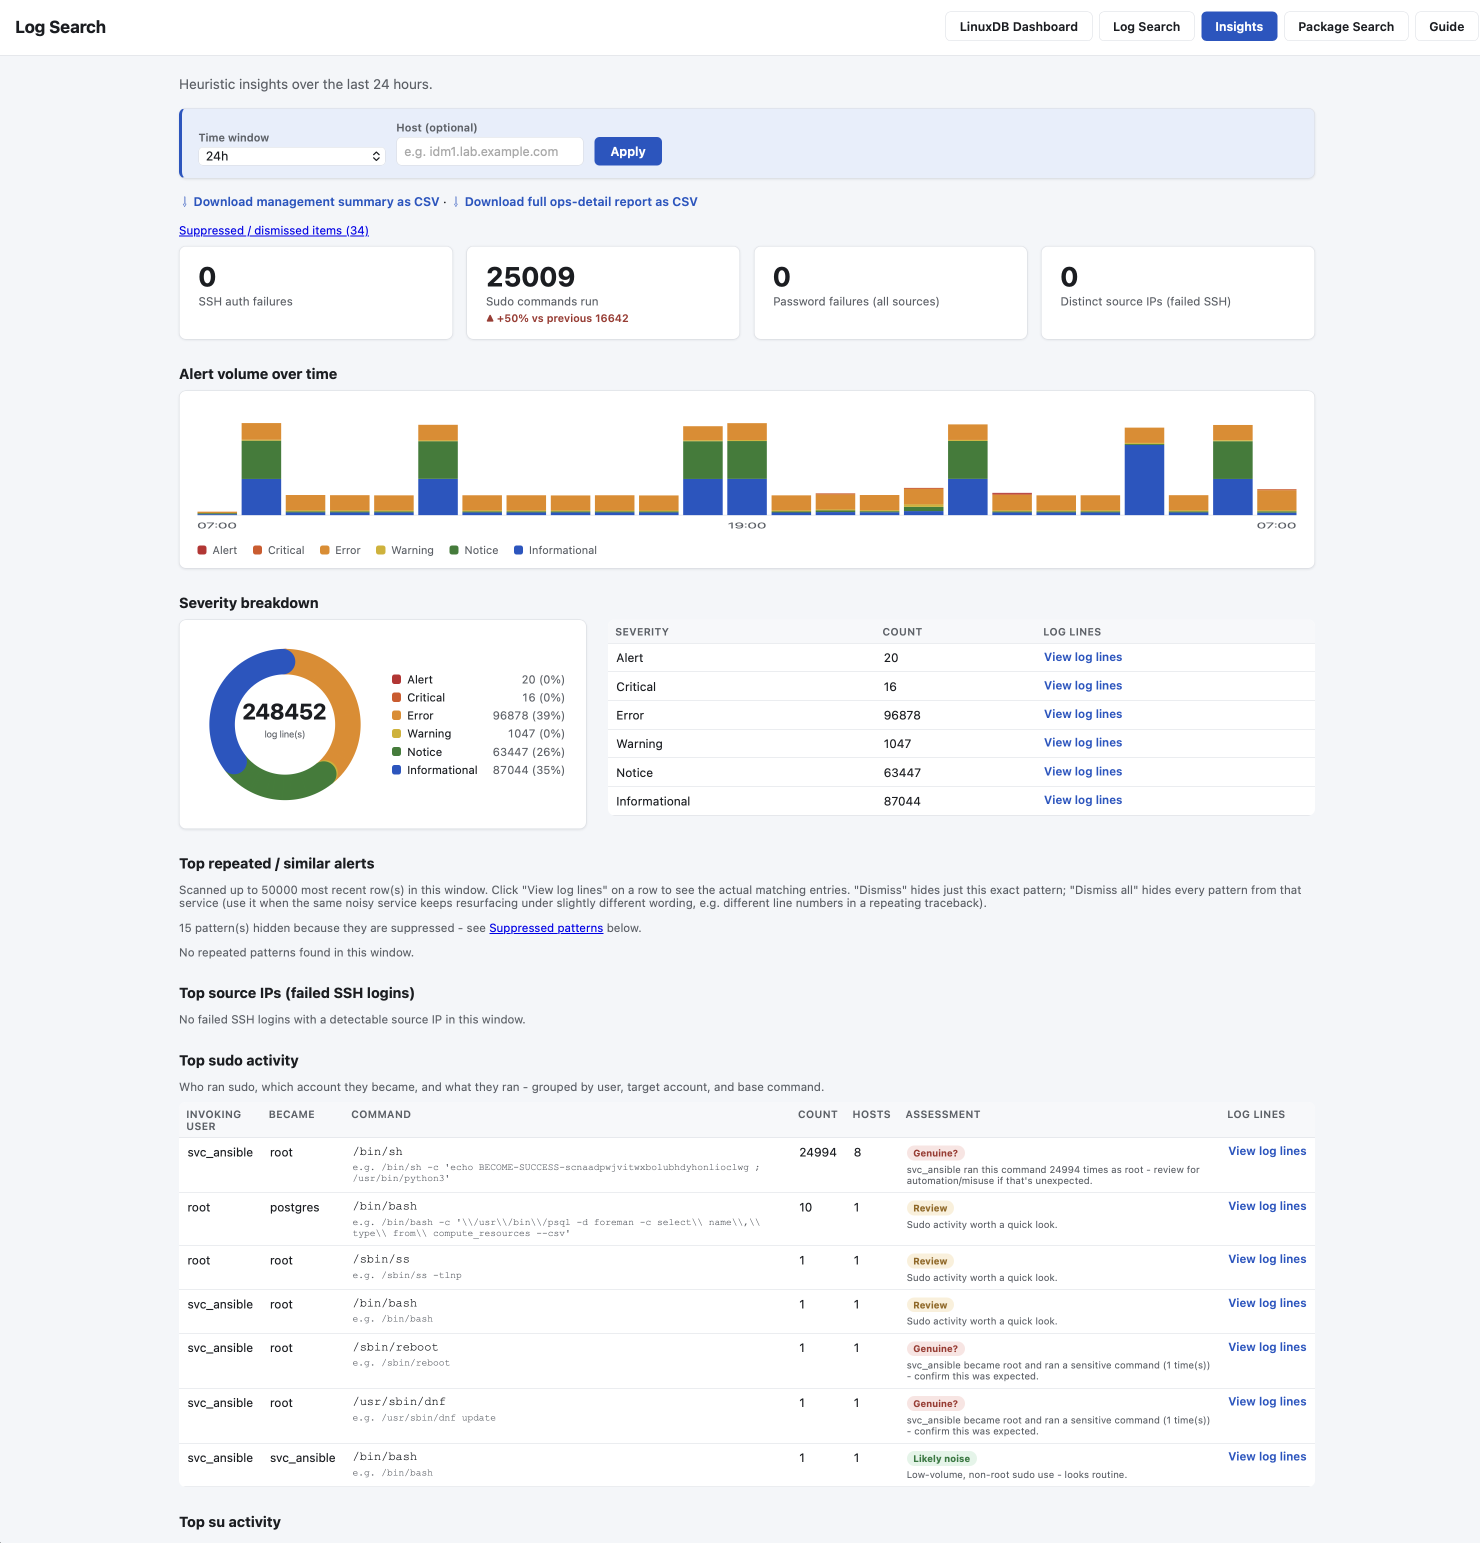 Log Search
LinuxDB Dashboard
Log Search
Insights
Package Search
Guide
Heuristic insights over the last 24 hours.
Time window
24h
Host (optional)
e.g. idm1.lab.example.com
Apply
Download management summary as CSV · Download full ops-detail report as CSV
Suppressed / dismissed items (34)
0
SSH auth failures
25009
Sudo commands run
▲ +50% vs previous 16642
0
Password failures (all sources)
0
Distinct source IPs (failed SSH)
Alert volume over time
07:00 19:00 07:00
Alert Critical Error Warning Notice Informational
Severity breakdown
248452
log line(s)
Alert 20 (0%)
Critical 16 (0%)
Error 96878 (39%)
Warning 1047 (0%)
Notice 63447 (26%)
Informational 87044 (35%)
SEVERITY COUNT LOG LINES
Alert 20 View log lines
Critical 16 View log lines
Error 96878 View log lines
Warning 1047 View log lines
Notice 63447 View log lines
Informational 87044 View log lines
Top repeated / similar alerts
Scanned up to 50000 most recent row(s) in this window. Click "View log lines" on a row to see the actual matching entries. "Dismiss" hides just this exact pattern; "Dismiss all" hides every pattern from that
service (use it when the same noisy service keeps resurfacing under slightly different wording, e.g. different line numbers in a repeating traceback).
15 pattern(s) hidden because they are suppressed - see Suppressed patterns below.
No repeated patterns found in this window.
Top source IPs (failed SSH logins)
No failed SSH logins with a detectable source IP in this window.
Top sudo activity
Who ran sudo, which account they became, and what they ran - grouped by user, target account, and base command.
INVOKING USER BECAME COMMAND COUNT HOSTS ASSESSMENT LOG LINES
svc_ansible root /bin/sh 24994 8 Genuine? View log lines
e.g. /bin/sh -c 'echo BECOME-SUCCESS-scnaadpwjvitwxbolubhdyhonlioclwg ;
/usr/bin/python3'
svc_ansible ran this command 24994 times as root - review for
automation/misuse if that's unexpected.
root postgres /bin/bash 10 1 Review View log lines
e.g. /bin/bash -c '\\/usr\\/bin\\/psql -d foreman -c select\\ name\\,\\
type\\ from\\ compute_resources --csv'
Sudo activity worth a quick look.
root root /sbin/ss 1 1 Review View log lines
e.g. /sbin/ss -tlnp
Sudo activity worth a quick look.
svc_ansible root /bin/bash 1 1 Review View log lines
e.g. /bin/bash
Sudo activity worth a quick look.
svc_ansible root /sbin/reboot 1 1 Genuine? View log lines
e.g. /sbin/reboot
svc_ansible became root and ran a sensitive command (1 time(s))
- confirm this was expected.
svc_ansible root /usr/sbin/dnf 1 1 Genuine? View log lines
e.g. /usr/sbin/dnf update
svc_ansible became root and ran a sensitive command (1 time(s))
- confirm this was expected.
svc_ansible svc_ansible /bin/bash 1 1 Likely noise View log lines
e.g. /bin/bash
Low-volume, non-root sudo use - looks routine.
Top su activity